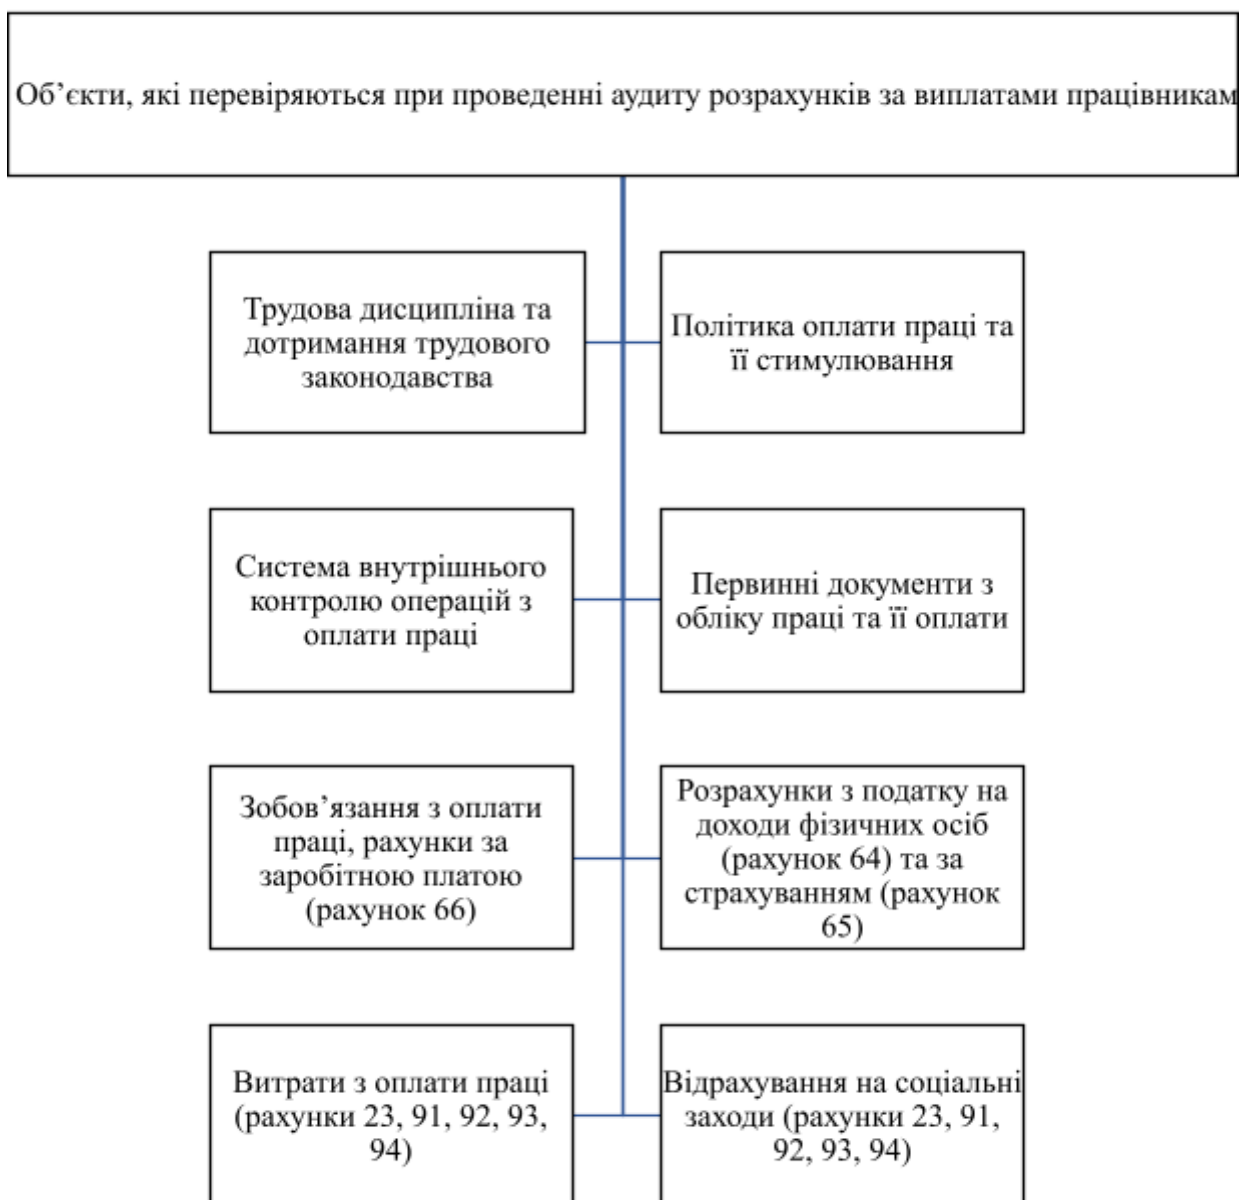 Об’єкти, які перевіряються при проведенні аудиту розрахунків за виплатами працівникам
Трудова дисципліна та
дотримання трудового
законодавства
Політика оплати праці та
її стимулювання
Система внутрішнього
контролю операцій з
оплати праці
Первинні документи з
обліку праці та її оплати
Зобов’язання з оплати
праці, рахунки за
заробітною платою
(рахунок 66)
Розрахунки з податку на
доходи фізичних осіб
(рахунок 64) та за
страхуванням (рахунок
65)
Витрати з оплати праці
(рахунки 23, 91, 92, 93,
94)
Відрахування на соціальні
заходи (рахунки 23, 91,
92, 93, 94)